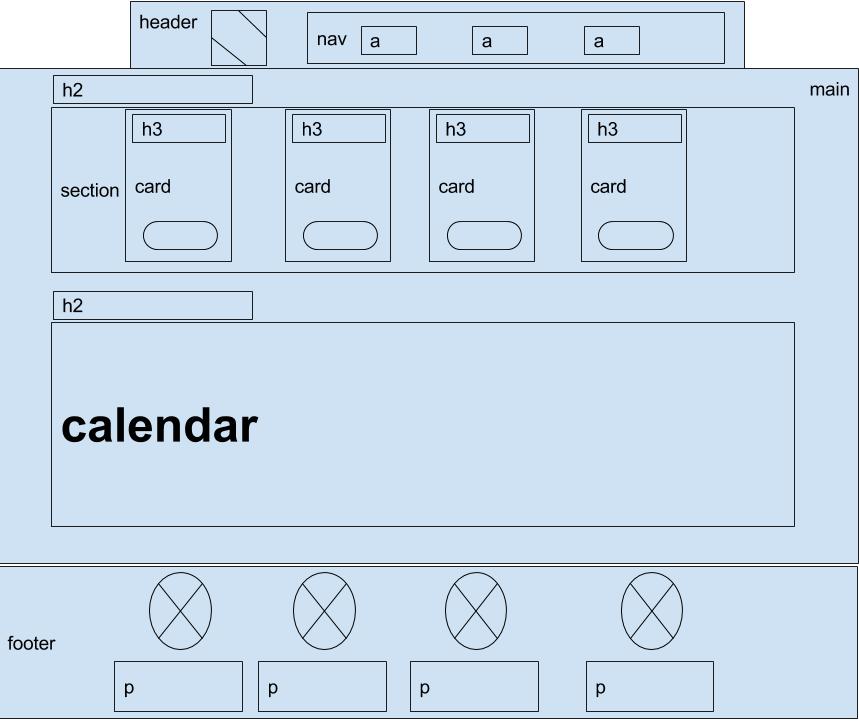 header
nav
a
a
a
main
h2
h3
h3
h3
h3
section
card
card
card
card
h2
calendar
footer
p
p
p
p